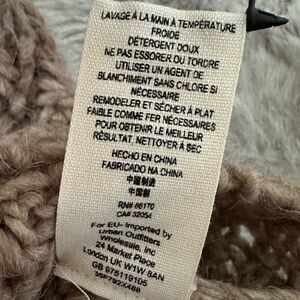 LAVAGE À LA MAIN À TEMPÉRATURE
FROIDE
DÉTERGENT DOUX
NE PAS ESSORER OU TORDRE
UTILISER UN AGENT DE
BLANCHIMENT SANS CHLORE SI
NÉCESSAIRE
REMODELER ET SÉCHER À PLAT
FAIBLE COMME FER NÉCESSAIRES
POUR OBTENIR LE MEILLEUR
RÉSULTAT, NETTOYER À SEC
HECHO EN CHINA
FABRICADO NA CHINA
中國制造
中国製
RN# 66170
CA# 32054
For EU- Imported by
Urban Outfitters
Wholesale, Inc
24 Market Place
London UK W1W 8AN
GB 975119105